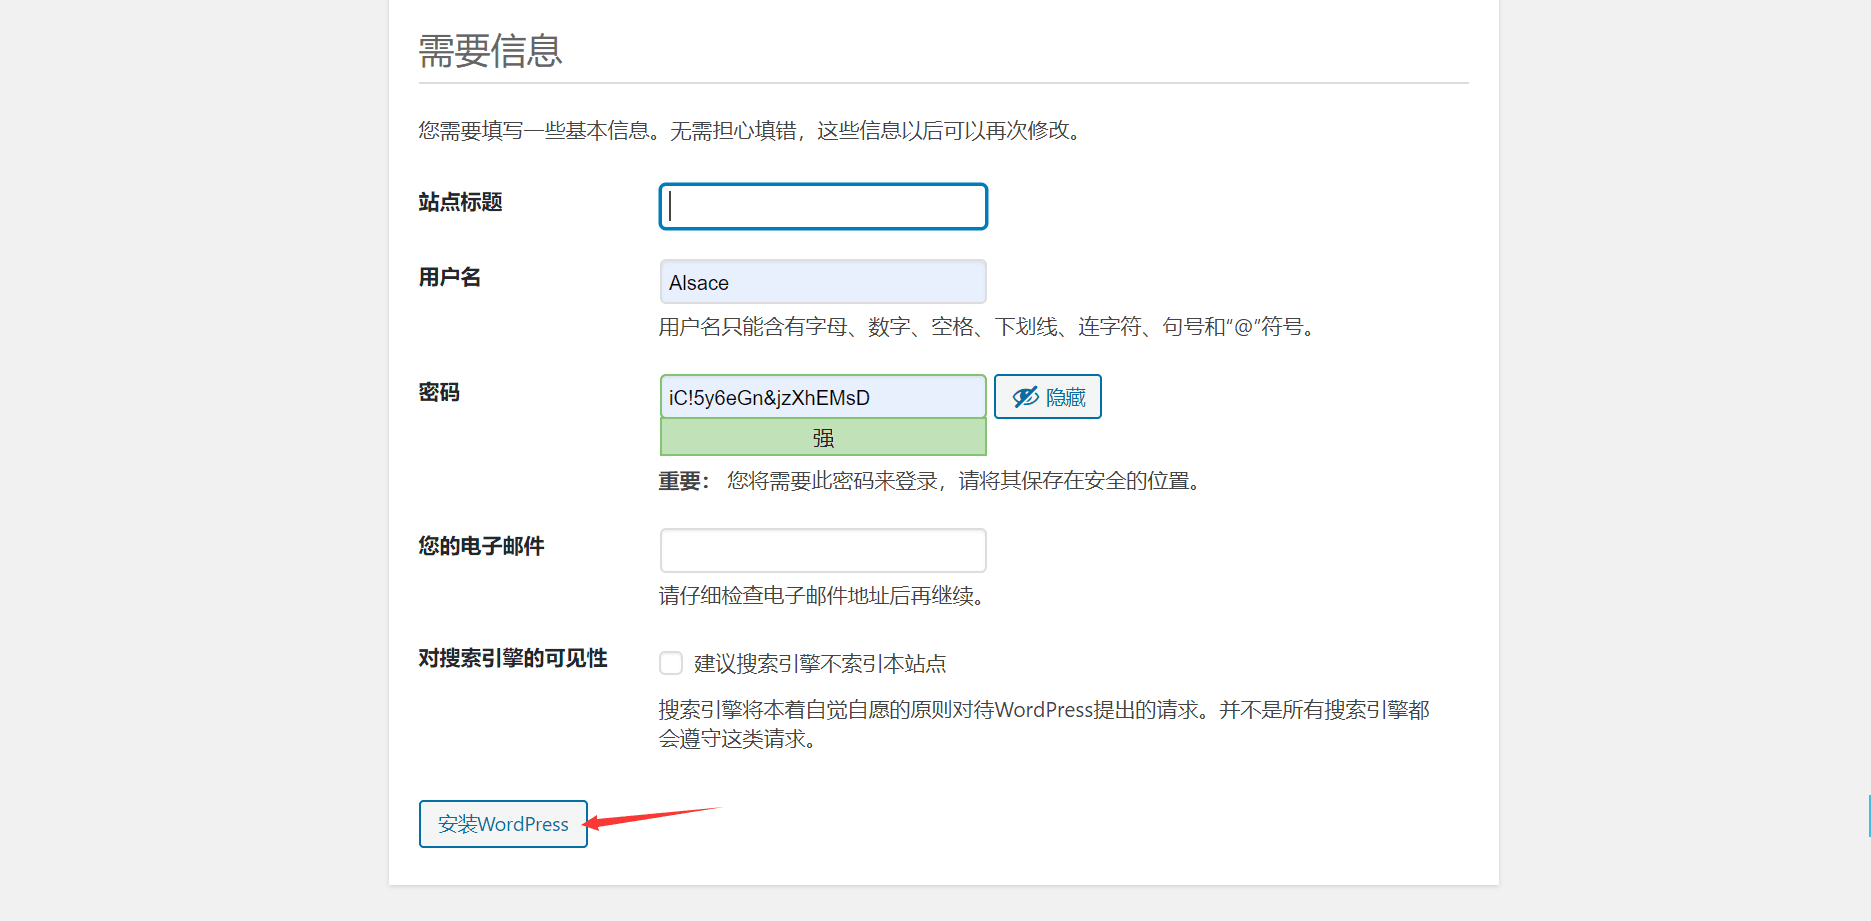 需要信息
您需要填写一些基本信息。无需担心填错，这些信息以后可以再次修改。
站点标题
用户名
Alsace
用户名只能含有字母、数字、空格、下划线、连字符、句号和“@”符号。
密码
iC!5y6eGn&jzXhEMsD
隐藏
强
重要： 您将需要此密码来登录，请将其保存在安全的位置。
您的电子邮件
请仔细检查电子邮件地址后再继续。
对搜索引擎的可见性
建议搜索引擎不索引本站点
搜索引擎将本着自觉自愿的原则对待WordPress提出的请求。并不是所有搜索引擎都
会遵守这类请求。
安装WordPress